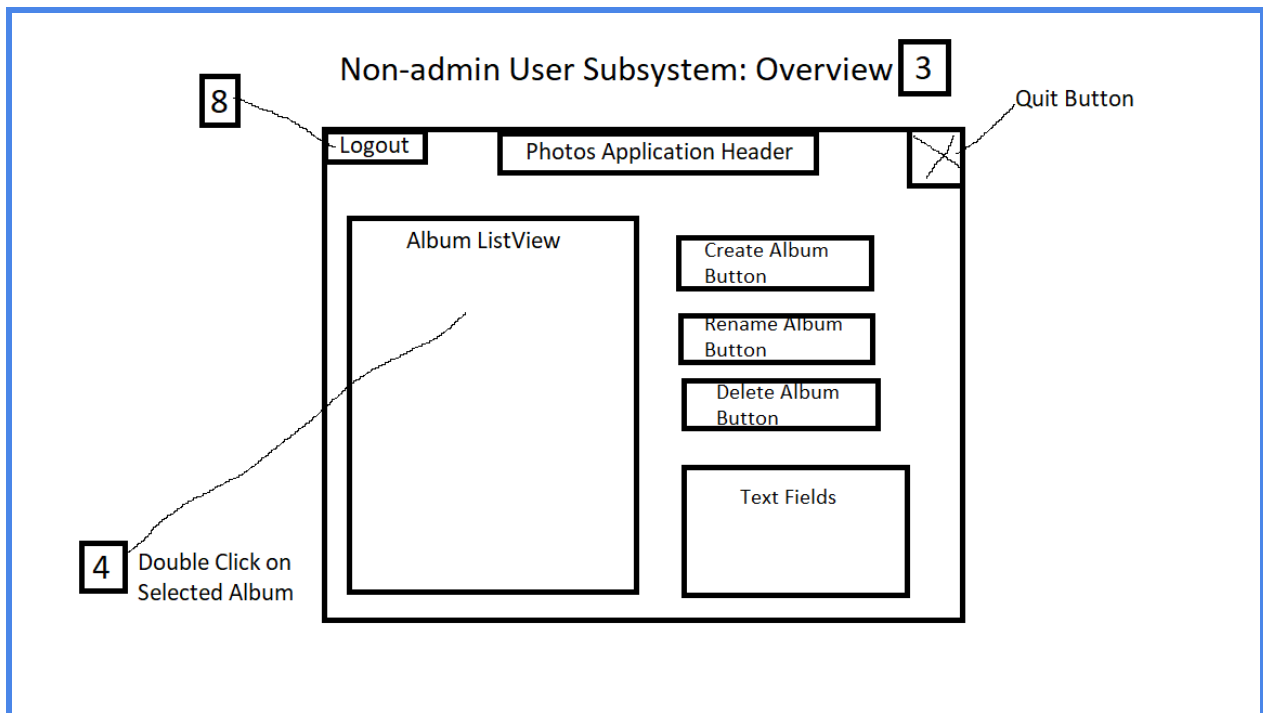 Non-admin User Subsystem: Overview 3
8
Quit Button
Logout
Photos Application Header
Album ListView
Create Album
Button
Rename Album
Button
Delete Album
Button
Text Fields
4
Double Click on
Selected Album